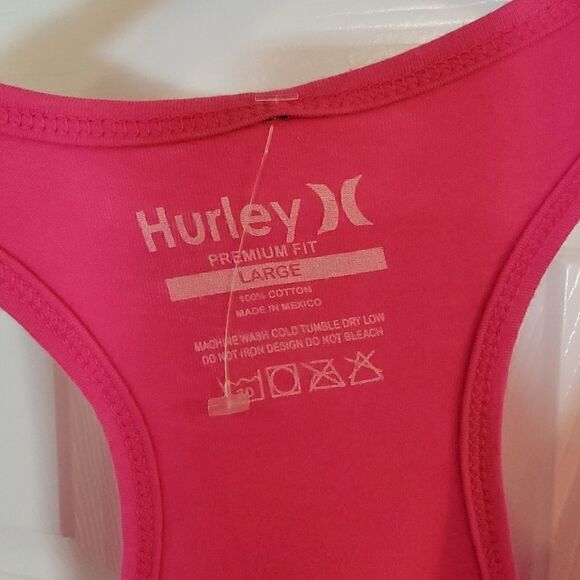 Hurley
PREMIUM FIT
LARGE
100% COTTON
MADE IN MEXICO
MACHINE WASH COLD TUMBLE DRY LOW
DO NOT IRON DESIGN DO NOT BLEACH
30